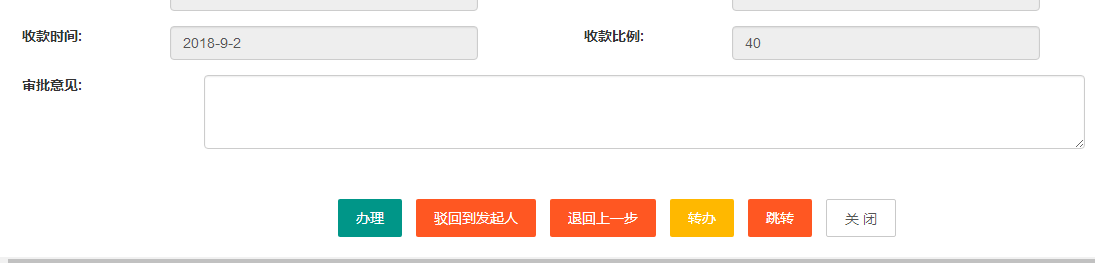 收款时间: 2018-9-2 收款比例: 40
审批意见:
办理 驳回到发起人 退回上一步 转办 跳转 关 闭